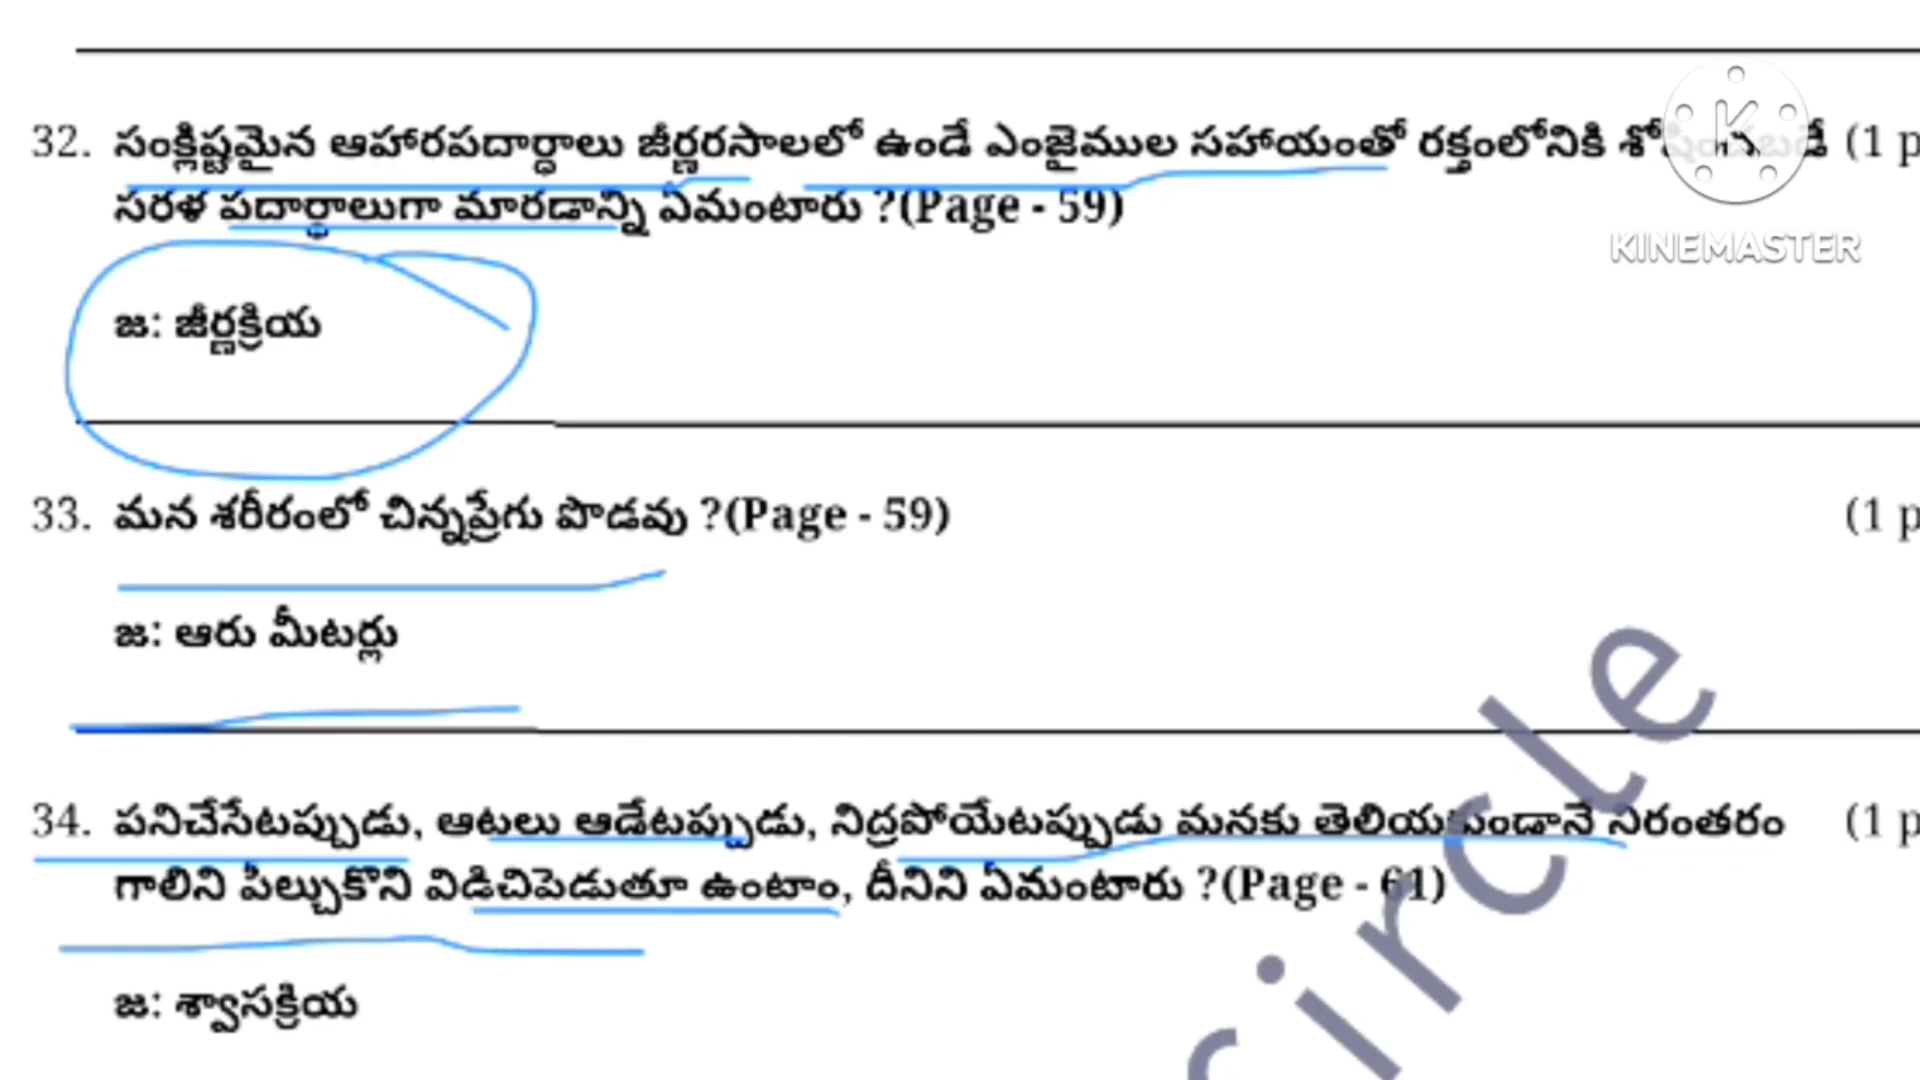 32. సంక్లిష్టమైన ఆహారపదార్థాలు జీర్ణరసాలలో ఉండే ఎంజైముల సహాయంతో రక్తంలోనికి (1 p
సరళ పదార్థాలుగా మారడాన్ని ఏమంటారు ?(Page - 59)
KINEMASTER
జ: జీర్ణక్రియ
33. మన శరీరంలో చిన్నప్రేగు పొడవు ?(Page - 59) (1 p
జ: ఆరు మీటర్లు
34. పనిచేసేటప్పుడు, ఆటలు ఆడేటప్పుడు, నిద్రపోయేటప్పుడు మనకు తెలియకుండానే నిరంతరం (1 p
గాలిని పీల్చుకొని విడిచిపెడుతూ ఉంటాం, దీనిని ఏమంటారు ?(Page - 61)
జ: శ్వాసక్రియ
circle